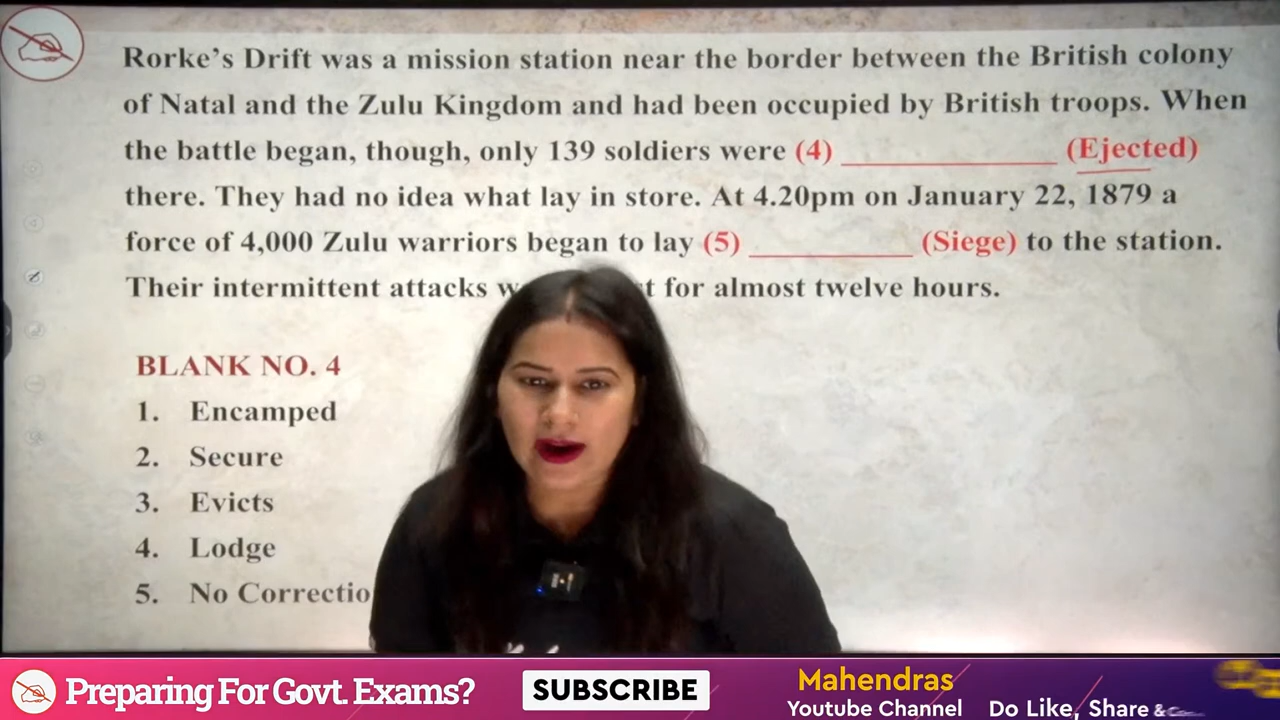 Rorke's Drift was a mission station near the border between the British colony
of Natal and the Zulu Kingdom and had been occupied by British troops. When
the battle began, though, only 139 soldiers were (4) ____________ (Ejected)
there. They had no idea what lay in store. At 4.20pm on January 22, 1879 a
force of 4,000 Zulu warriors began to lay (5) _________ (Siege) to the station.
Their intermittent attacks for almost twelve hours.
BLANK NO. 4
1. Encamped
2. Secure
3. Evicts
4. Lodge
5. No Correctio
Preparing For Govt. Exams?
SUBSCRIBE
Mahendras
Youtube Channel
Do Like, Share &